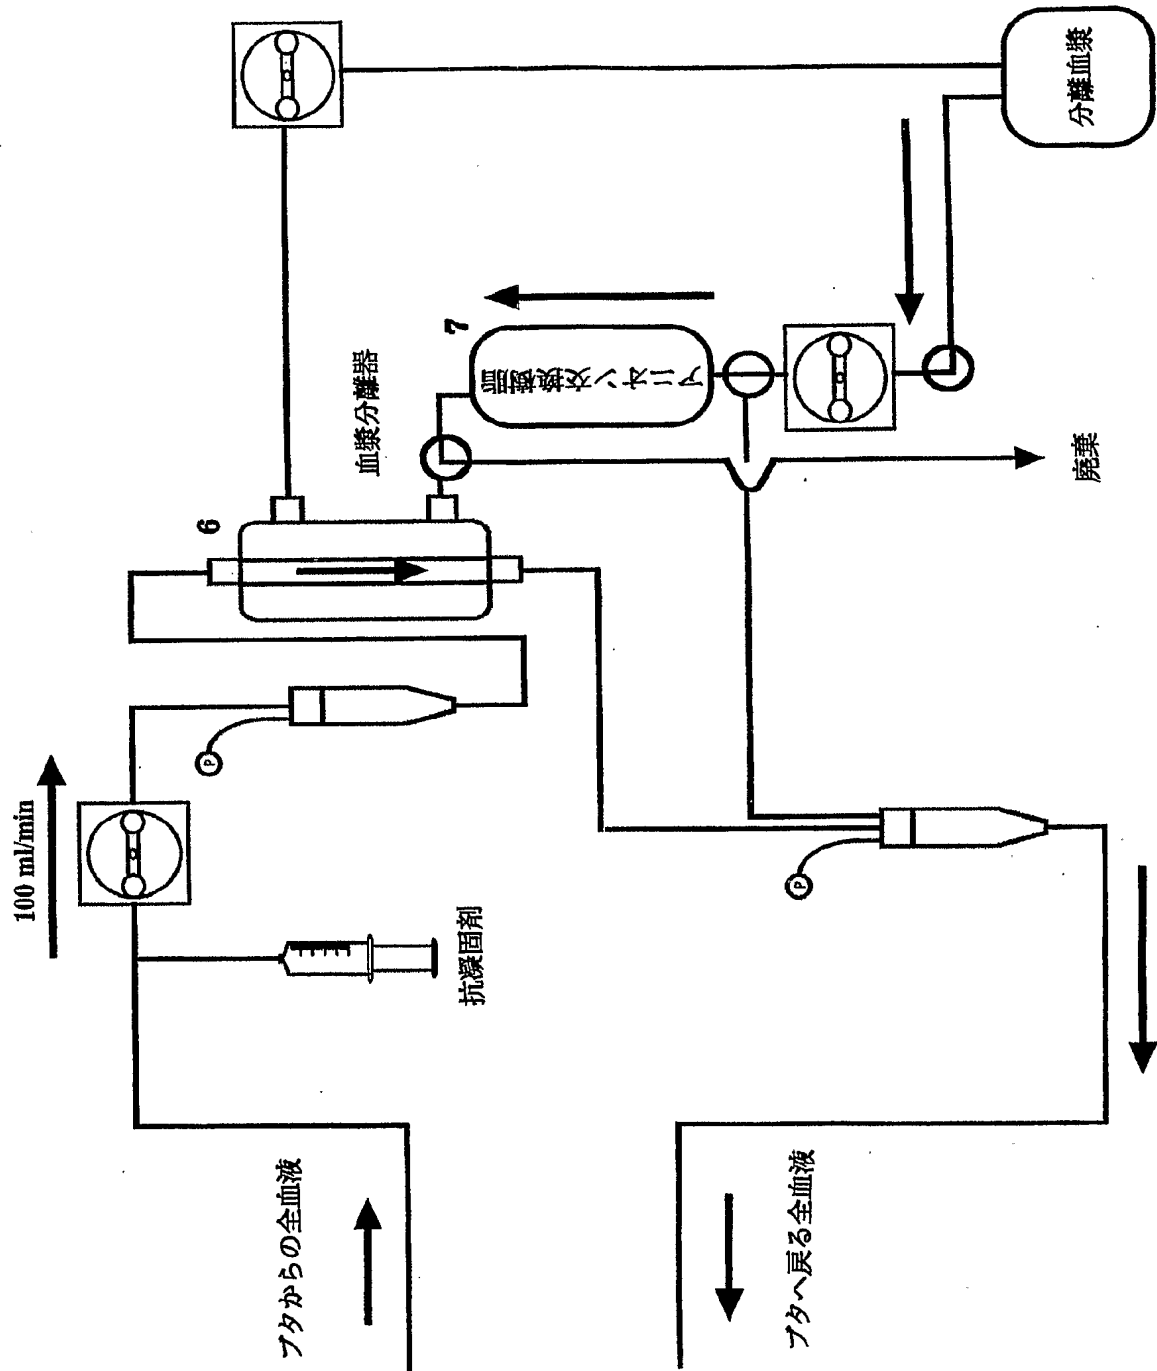 ブタからの全血液
ブタへ戻る全血液
100 ml/min
抗凝固剤
P
P
6
血漿分離器
7
アニオン交換樹脂
廃棄
分離血漿